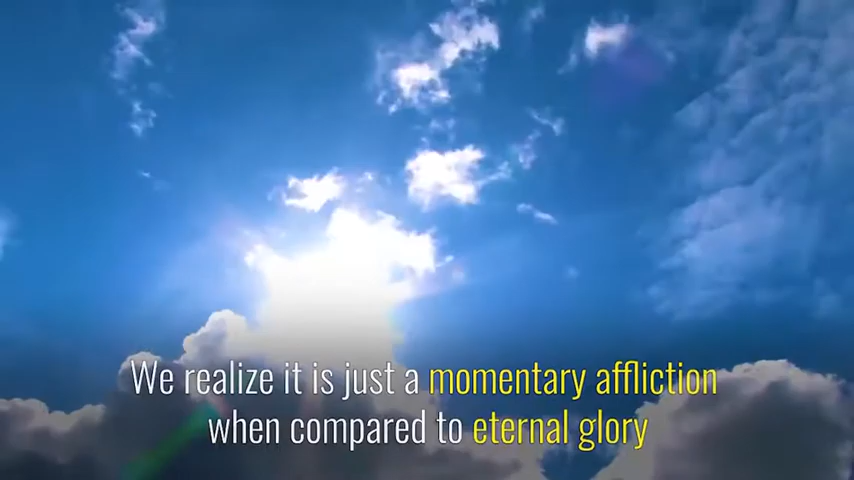 We realize it is just a momentary affliction
when compared to eternal glory